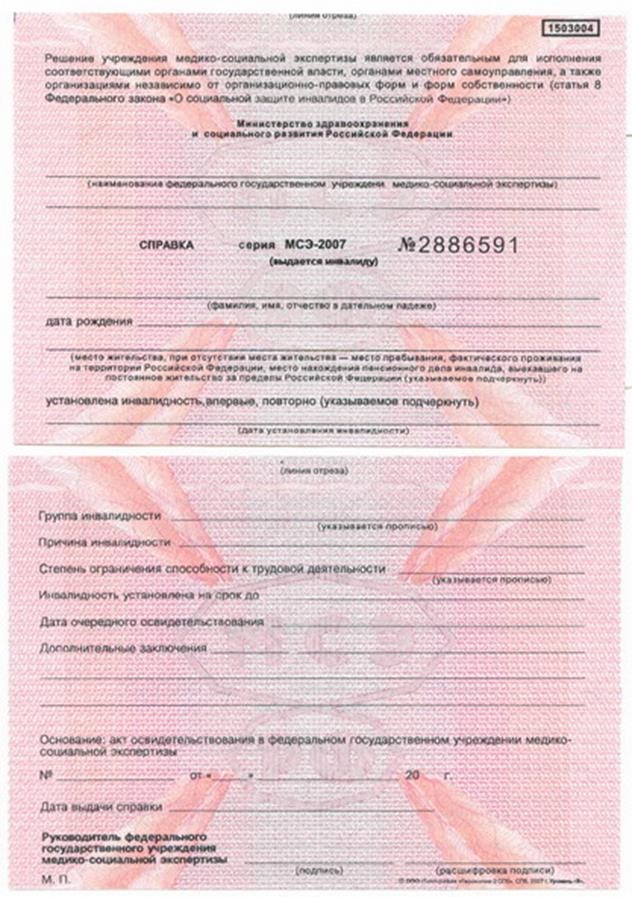 (линия отреза)
1503004
Решение учреждения медико-социальной экспертизы является обязательным для исполнения
соответствующими органами государственной власти, органами местного самоуправления, а также
организациями независимо от организационно-правовых форм и форм собственности (статья 8
Федерального закона «О социальной защите инвалидов в Российской Федерации»)
Министерство здравоохранения
и социального развития Российской Федерации
(наименование федерального государственном учреждени медико-социальной экспертизы)
СПРАВКА серия МСЭ-2007 №2886591
(выдается инвалиду)
(фамилия, имя, отчество в дательном падеже)
дата рождения
(место жительства, при отсутствии места жительства — место пребывания, фактического проживания
на территории Российской Федерации, место нахождения пенсионного дела инвалида, выехавшего на
постоянное жительство за пределы Российской Федерации (указываемое подчеркнуть))
установлена инвалидность, впервые, повторно (указываемое подчеркнуть)
(дата установления инвалидности)
(линия отреза)
Группа инвалидности
(указывается прописью)
Причина инвалидности
Степень ограничения способности к трудовой деятельности
(указывается прописью)
Инвалидность установлена на срок до
Дата очередного освидетельствования
МСЭ
Дополнительные заключения
Основание: акт освидетельствования в федеральном государственном учреждении медико-
социальной экспертизы
№ от « » 20 г.
РФ
Дата выдачи справки
Руководитель федерального
государственного учреждения
медико-социальной экспертизы
(подпись) (расшифровка подписи)
М. П.